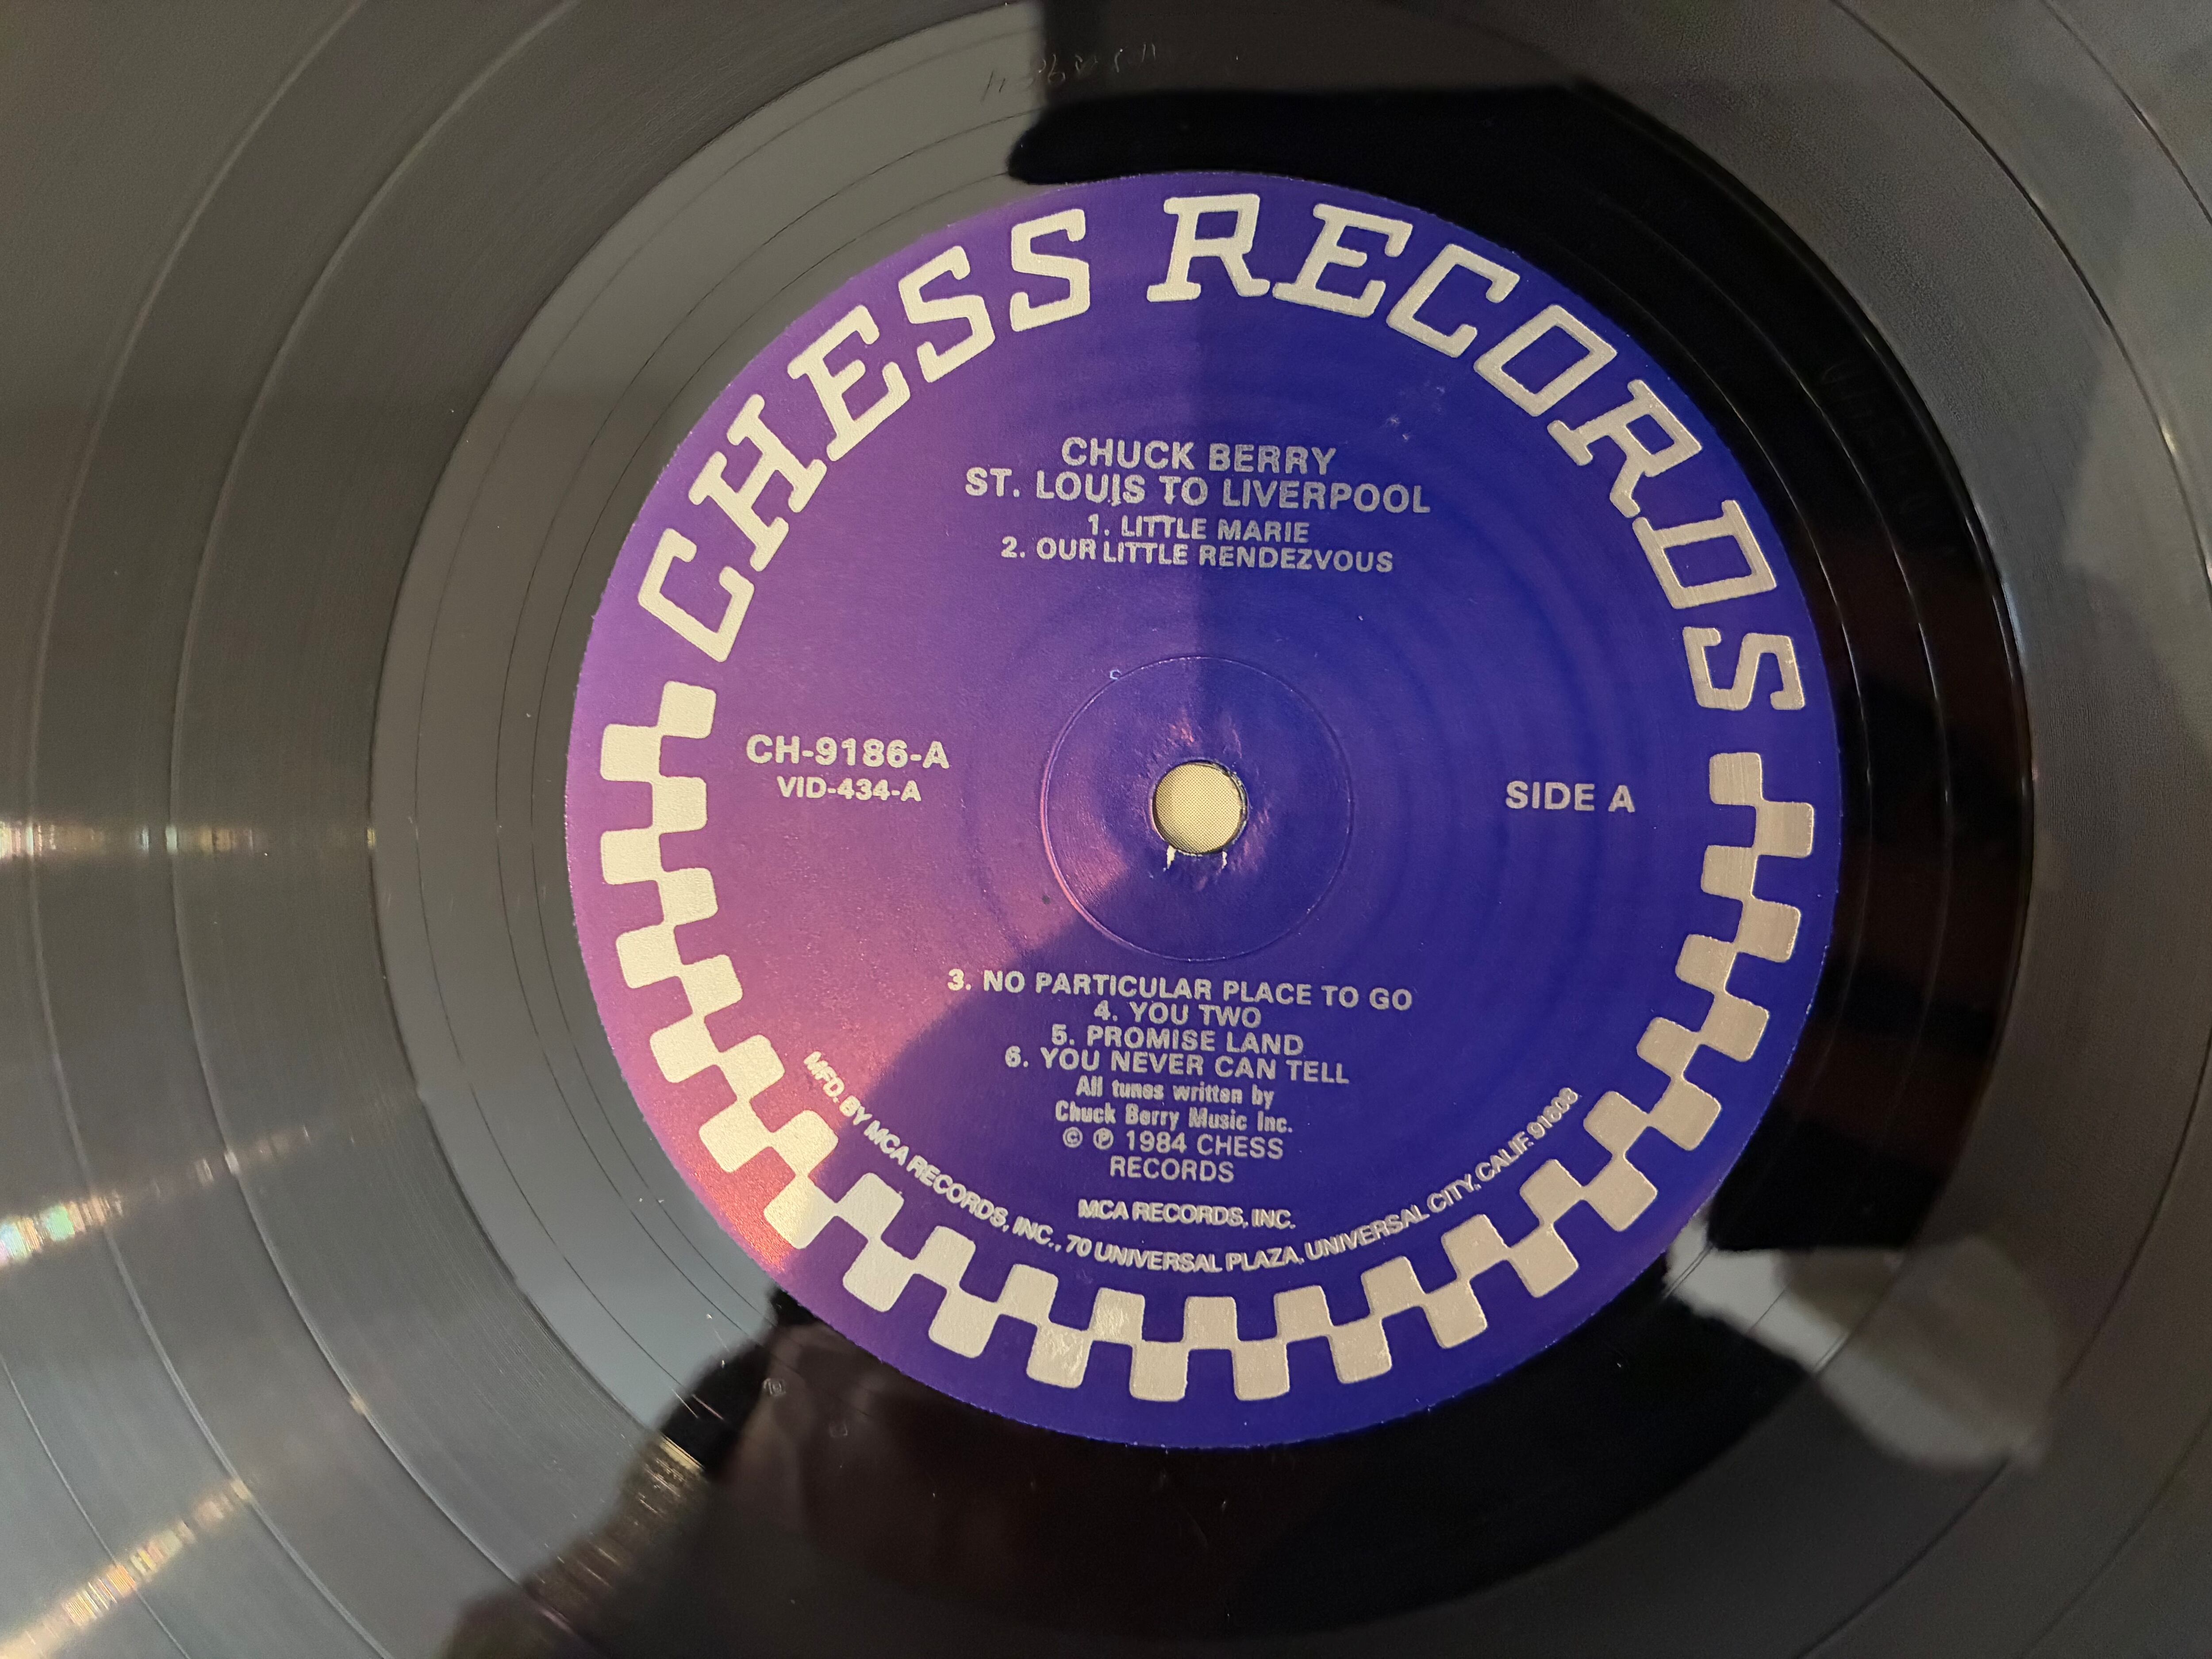 CHESS RECORDS
CHUCK BERRY
ST. LOUIS TO LIVERPOOL
1. LITTLE MARIE
2. OUR LITTLE RENDEZVOUS
CH-9186-A
VID-434-A
SIDE A
3. NO PARTICULAR PLACE TO GO
4. YOU TWO
5. PROMISE LAND
6. YOU NEVER CAN TELL
All tunes written by
Chuck Berry Music Inc.
© ℗ 1984 CHESS
RECORDS
MCA RECORDS, INC.
MFD. BY MCA RECORDS, INC., 70 UNIVERSAL PLAZA, UNIVERSAL CITY, CALIF. 91608